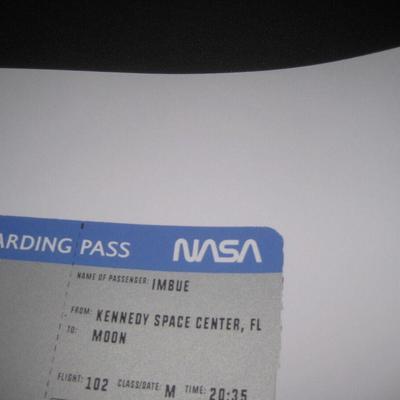 ARDING PASS NASA
NAME OF PASSENGER: IMBUE
FROM: KENNEDY SPACE CENTER, FL
TO: MOON
FLIGHT: 102 CLASS/DATE: M TIME: 20:35